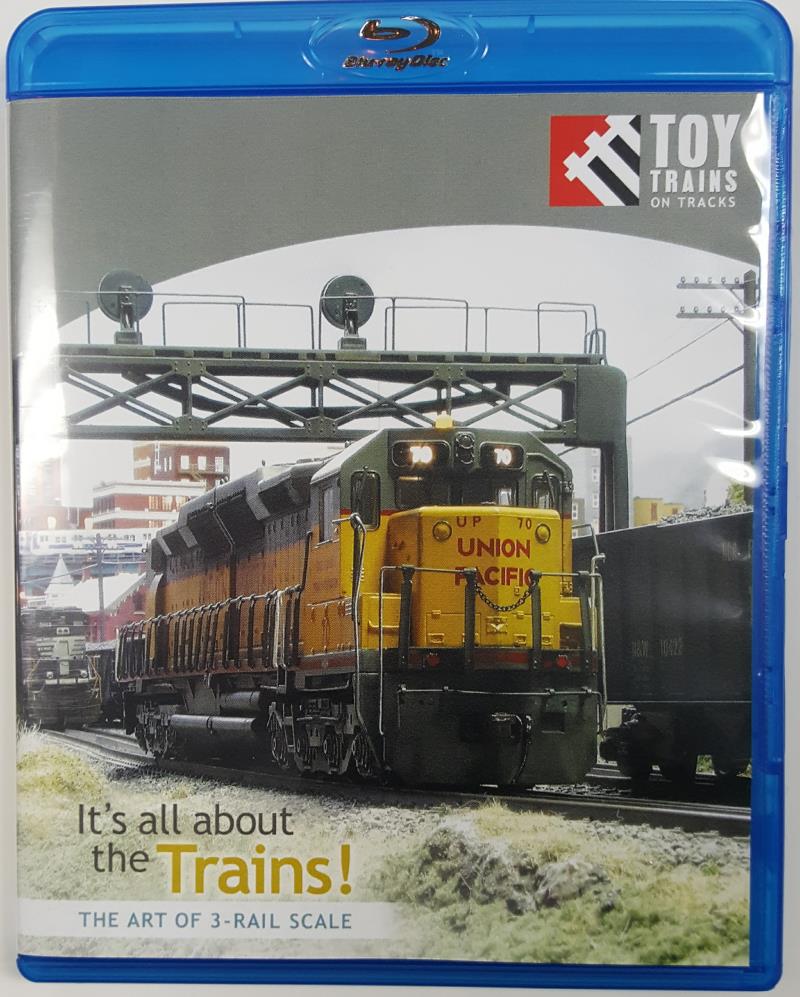 Blu-ray Disc
TOY
TRAINS
ON TRACKS
70
70
UP 70
UNION
PACIFIC
N&W 10422
It's all about
the Trains!
THE ART OF 3-RAIL SCALE